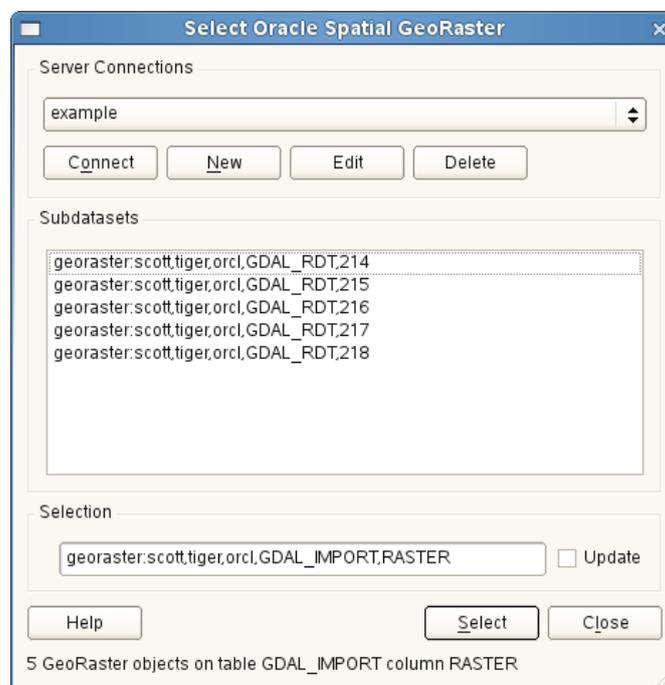 Select Oracle Spatial GeoRaster
Server Connections
example
Connect New Edit Delete
Subdatasets
georaster:scott,tiger,orcl,GDAL_RDT,214
georaster:scott,tiger,orcl,GDAL_RDT,215
georaster:scott,tiger,orcl,GDAL_RDT,216
georaster:scott,tiger,orcl,GDAL_RDT,217
georaster:scott,tiger,orcl,GDAL_RDT,218
Selection
georaster:scott,tiger,orcl,GDAL_IMPORT,RASTER Update
Help Select Close
5 GeoRaster objects on table GDAL_IMPORT column RASTER